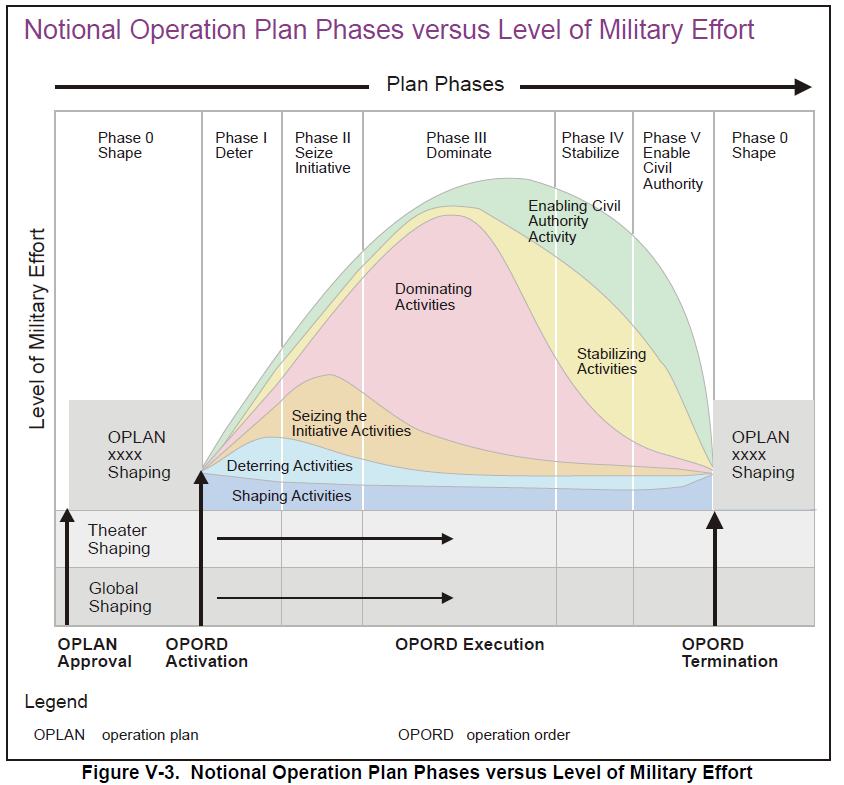 Notional Operation Plan Phases versus Level of Military Effort
Plan Phases
Phase 0
Shape
Phase I
Deter
Phase II
Seize
Initiative
Phase III
Dominate
Phase IV
Stabilize
Phase V
Enable
Civil
Authority
Phase 0
Shape
Level of Military Effort
Enabling Civil
Authority
Activity
Dominating
Activities
Stabilizing
Activities
Seizing the
Initiative Activities
Deterring Activities
Shaping Activities
OPLAN
xxxx
Shaping
OPLAN
xxxx
Shaping
Theater
Shaping
Global
Shaping
OPLAN
Approval
OPORD
Activation
OPORD Execution
OPORD
Termination
Legend
OPLAN operation plan
OPORD operation order
Figure V-3. Notional Operation Plan Phases versus Level of Military Effort